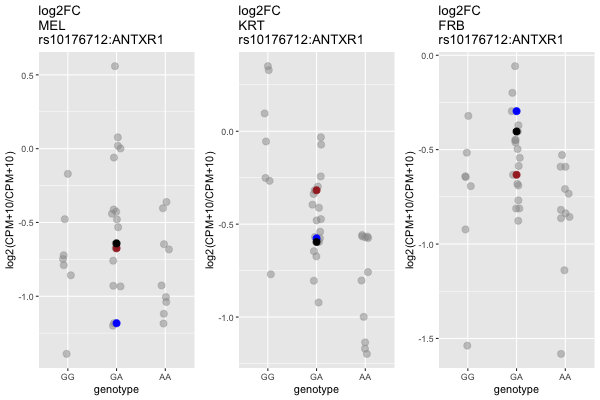 log2FC
MEL
rs10176712:ANTXR1
log2(CPM+10/CPM+10)
0.5
0.0
-0.5
-1.0
GG GA AA
genotype
log2FC
KRT
rs10176712:ANTXR1
log2(CPM+10/CPM+10)
0.0
-0.5
-1.0
GG GA AA
genotype
log2FC
FRB
rs10176712:ANTXR1
log2(CPM+10/CPM+10)
0.0
-0.5
-1.0
-1.5
GG GA AA
genotype